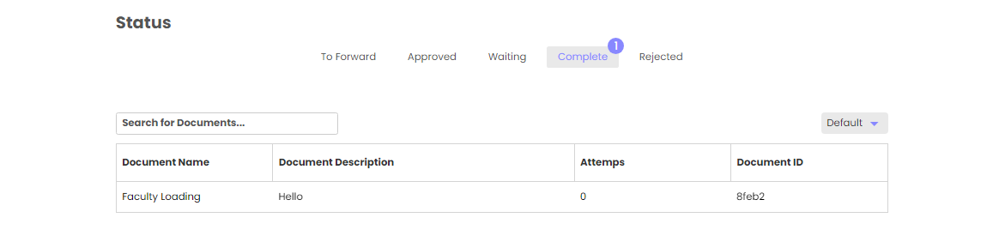 Status
1
To Forward Approved Waiting Complete Rejected
Search for Documents... Default
Document Name Document Description Attemps Document ID
Faculty Loading Hello 0 8feb2